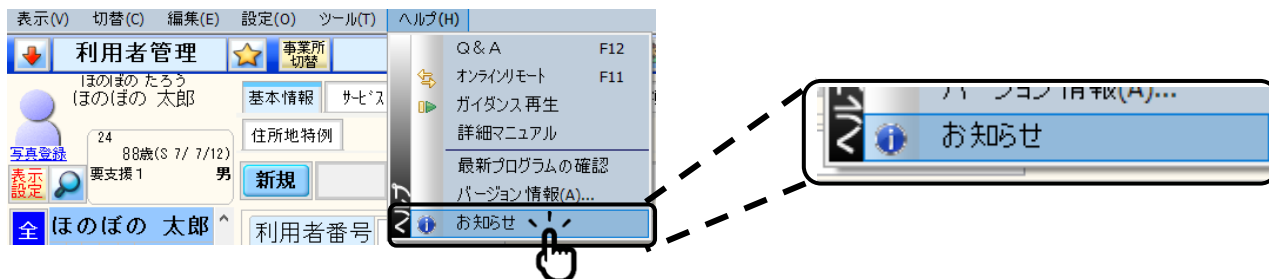 表示(V) 切替(C) 編集(E) 設定(O) ツール(T) ヘルプ(H)
利用者管理
事業所
切替
ほのぼの たろう
ほのぼの 太郎
24
88歳(S 7/ 7/12)
要支援1 男
写真登録
表示
設定
全 ほのぼの 太郎
基本情報 サービス
住所地特例
新規
利用者番号
Q&A F12
オンラインリモート F11
ガイダンス再生
詳細マニュアル
最新プログラムの確認
バージョン情報(A)...
お知らせ
バージョン情報(A)...
お知らせ